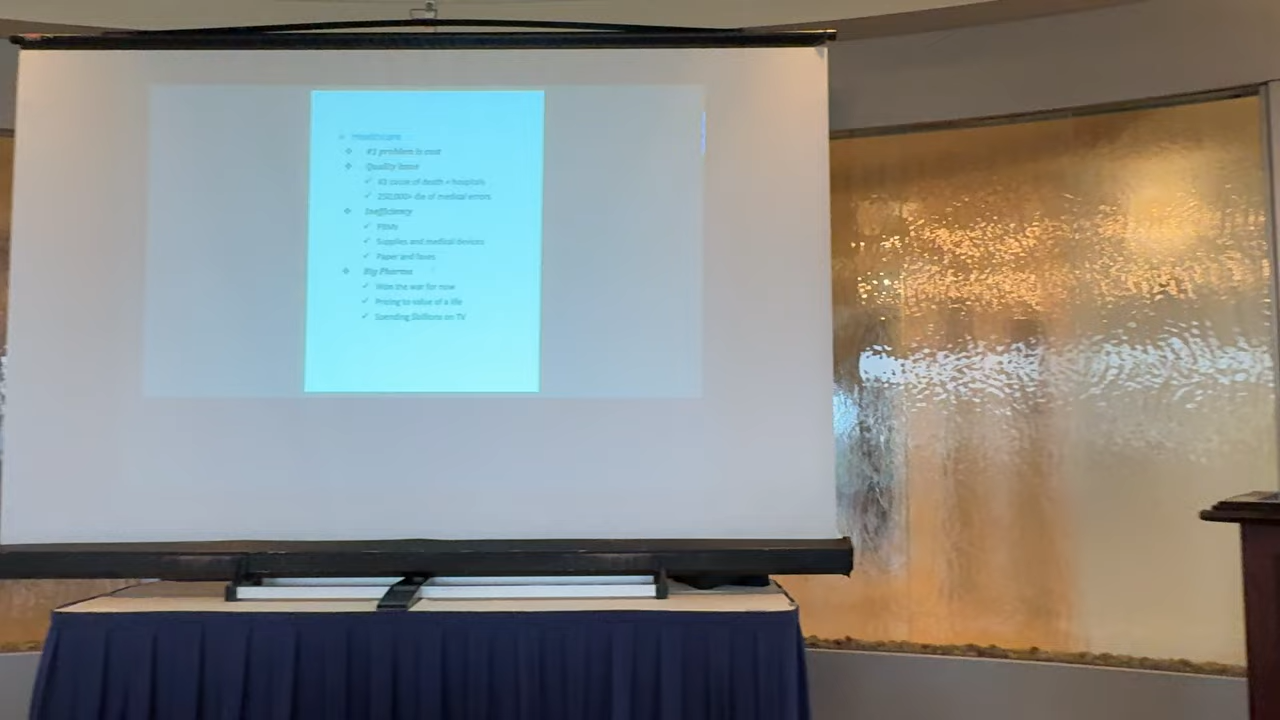 Healthcare
#1 problem is cost
Quality Issue
#3 cause of death = hospitals
250,000+ die of medical errors
Inefficiency
PBMs
Supplies and medical devices
Paper and faxes
Big Pharma
Won the war for now
Pricing to value of a life
Spending $billions on TV